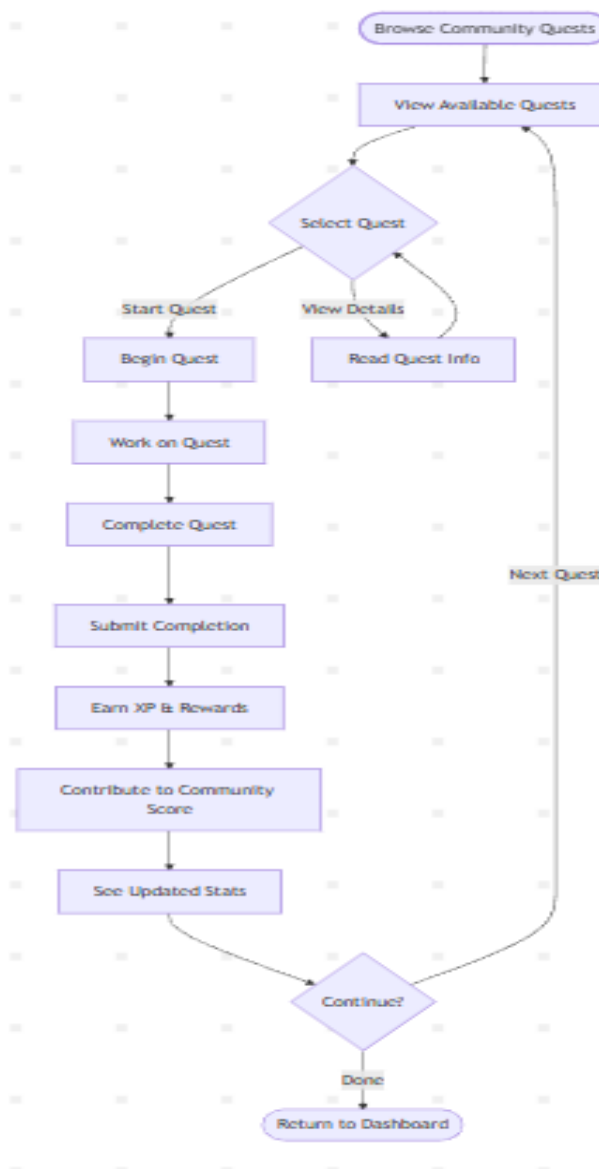 Browse Community Quests
View Available Quests
Select Quest
Start Quest
View Details
Begin Quest
Read Quest Info
Work on Quest
Complete Quest
Next Quest
Submit Completion
Earn XP & Rewards
Contribute to Community
Score
See Updated Stats
Continue?
Done
Return to Dashboard